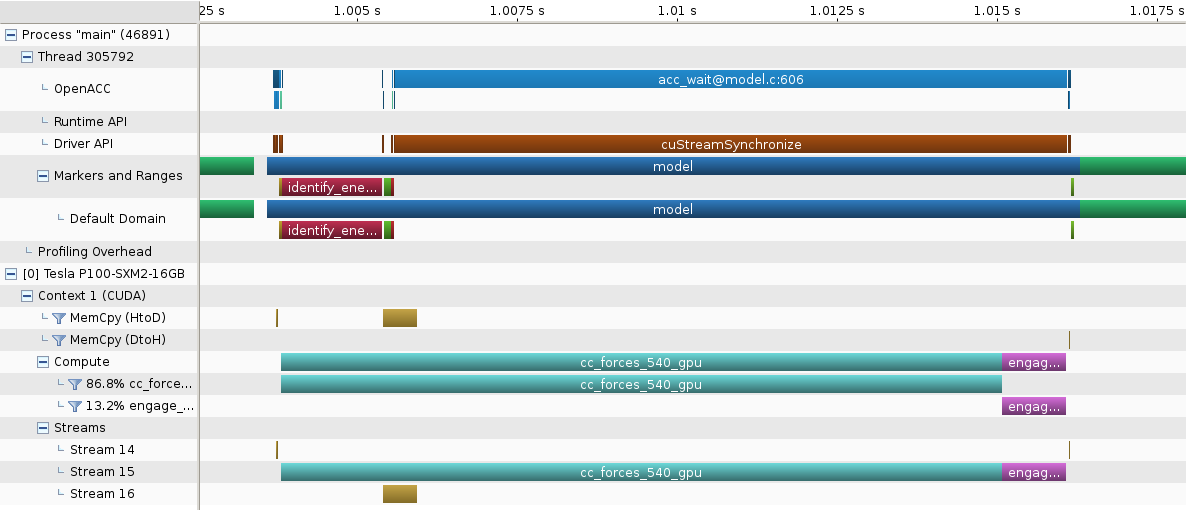 25 s 1.005 s 1.0075 s 1.01 s 1.0125 s 1.015 s 1.0175 s
Process "main" (46891)
Thread 305792
OpenACC acc_wait@model.c:606
Runtime API
Driver API cuStreamSynchronize
model
Markers and Ranges identify_ene...
model
Default Domain identify_ene...
Profiling Overhead
[0] Tesla P100-SXM2-16GB
Context 1 (CUDA)
MemCpy (HtoD)
MemCpy (DtoH)
Compute cc_forces_540_gpu engag...
86.8% cc_force... cc_forces_540_gpu
13.2% engage_... engag...
Streams
Stream 14
Stream 15 cc_forces_540_gpu engag...
Stream 16